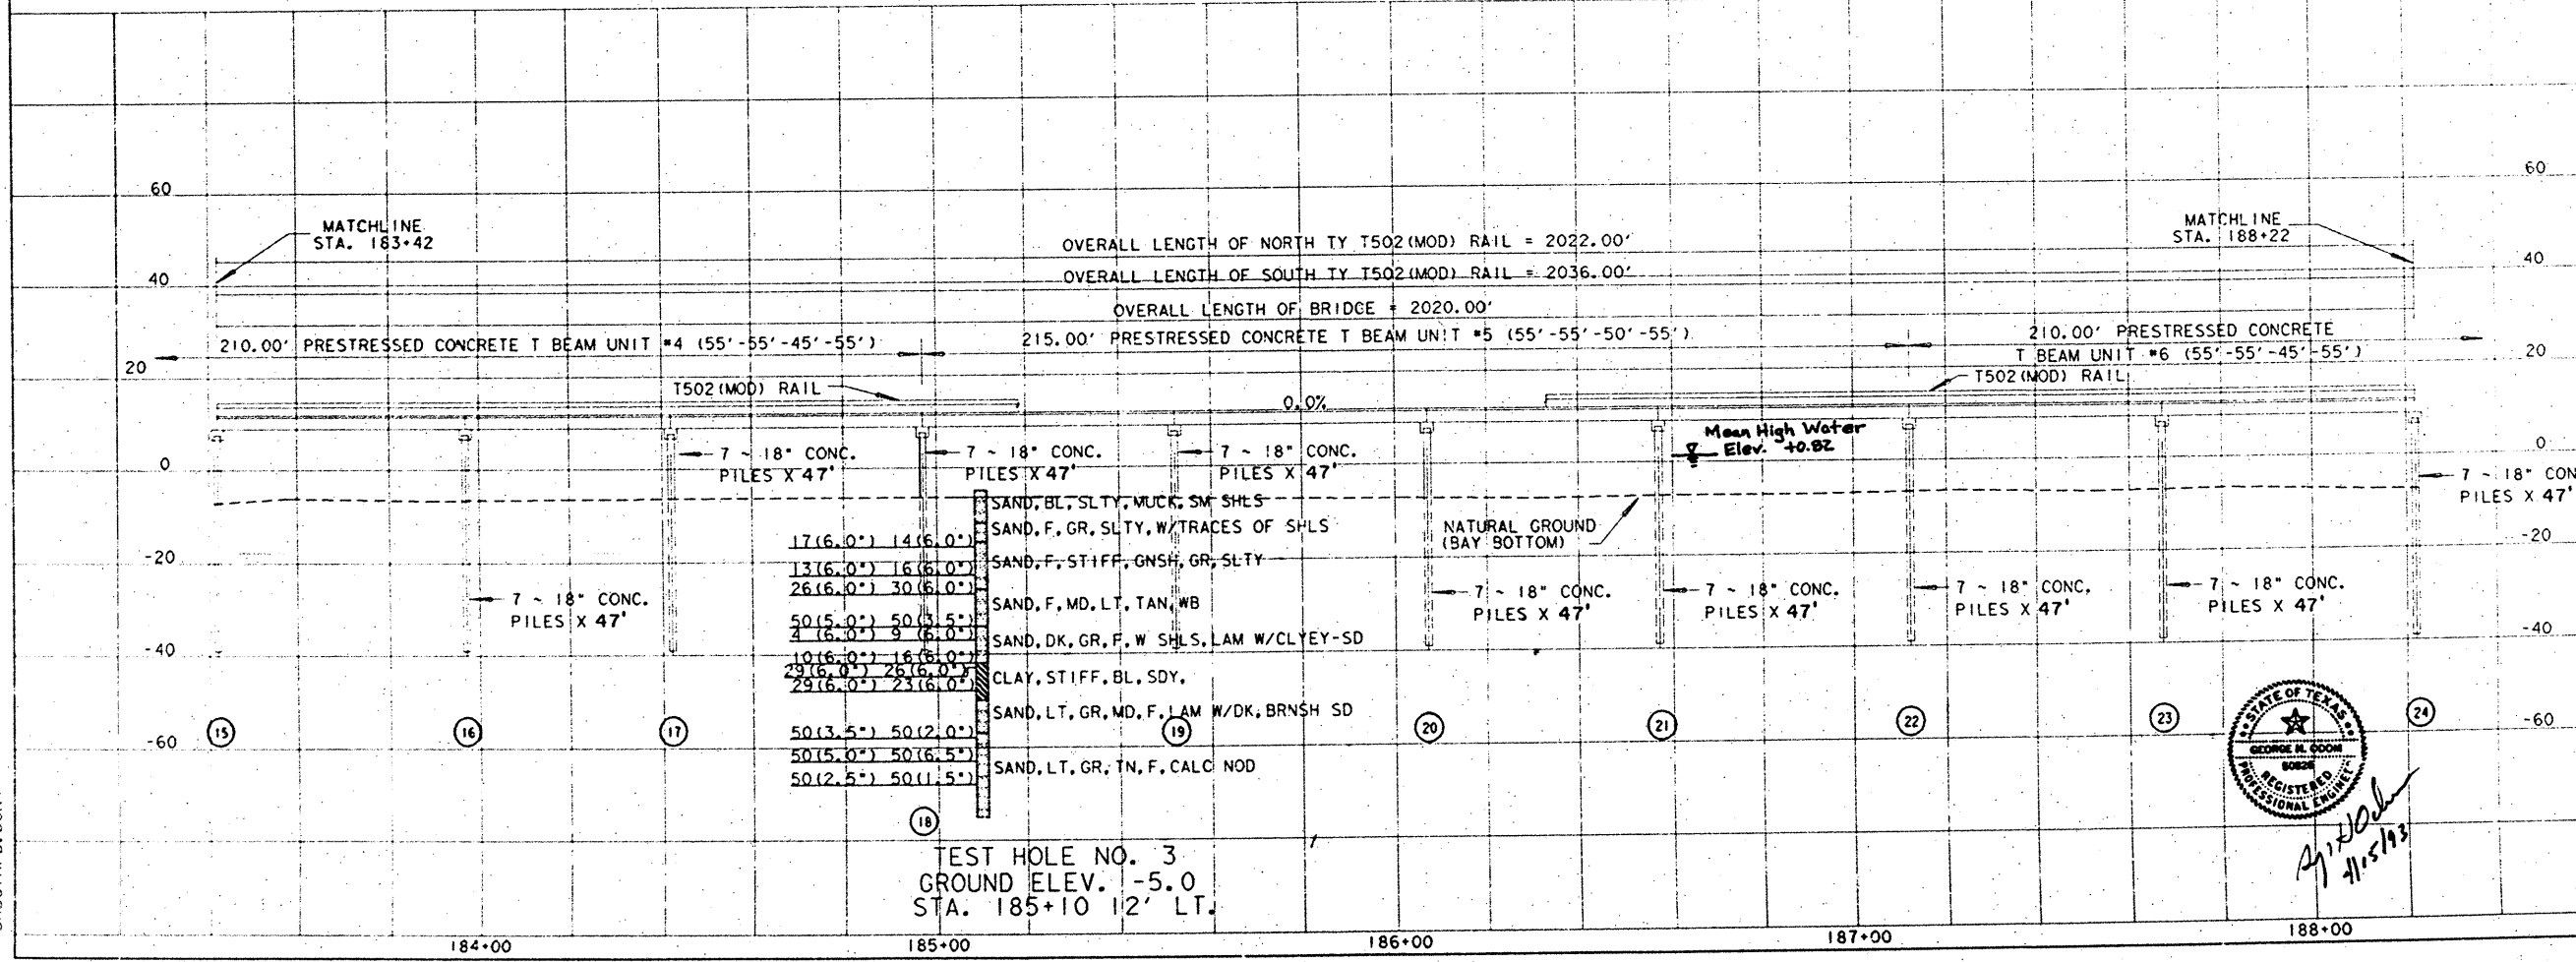 60
60
MATCHLINE
STA. 183+42
MATCHLINE
STA. 188+22
OVERALL LENGTH OF NORTH TY T502(MOD) RAIL = 2022.00'
40
OVERALL LENGTH OF SOUTH TY T502(MOD) RAIL = 2036.00'
40
OVERALL LENGTH OF BRIDGE = 2020.00'
210.00' PRESTRESSED CONCRETE T BEAM UNIT #4 (55'-55'-45'-55')
215.00' PRESTRESSED CONCRETE T BEAM UNIT #5 (55'-55'-50'-55')
210.00' PRESTRESSED CONCRETE
T BEAM UNIT #6 (55'-55'-45'-55')
20
20
T502(MOD) RAIL
T502(MOD) RAIL
0.0%
Mean High Water
Elev. +0.82
0
0
7 ~ 18" CONC.
PILES X 47'
7 ~ 18" CONC.
PILES X 47'
7 ~ 18" CONC.
PILES X 47'
7 ~ 18" CON
PILES X 47'
SAND, BL, SLTY, MUCK, SM SHLS
SAND, F, GR, SLTY, W/TRACES OF SHLS
NATURAL GROUND
(BAY BOTTOM)
17(6.0") 14(6.0")
-20
-20
SAND, F, STIFF, GNSH, GR, SLTY
13(6.0") 16(6.0")
26(6.0") 30(6.0")
SAND, F, MD, LT, TAN, WB
7 ~ 18" CONC.
PILES X 47'
7 ~ 18" CONC.
PILES X 47'
7 ~ 18" CONC.
PILES X 47'
7 ~ 18" CONC.
PILES X 47'
7 ~ 18" CONC.
PILES X 47'
50(5.0") 50(3.5")
4 (6.0") 9 (6.0")
SAND, DK, GR, F, W SHLS, LAM W/CLYEY-SD
-40
-40
10(6.0") 16(6.0")
29(6.0") 26(6.0")
29(6.0") 23(6.0")
CLAY, STIFF, BL, SDY,
SAND, LT, GR, MD, F, LAM W/DK, BRNSH SD
15
16
17
19
20
21
22
23
24
50(3.5") 50(2.0")
-60
-60
50(5.0") 50(6.5")
SAND, LT, GR, TN, F, CALC NOD
50(2.5") 50(1.5")
18
STATE OF TEXAS
GEORGE H. ODOM
REGISTERED
PROFESSIONAL ENGINEER
11/15/93
TEST HOLE NO. 3
GROUND ELEV. -5.0
STA. 185+10 12' LT.
184+00
185+00
186+00
187+00
188+00